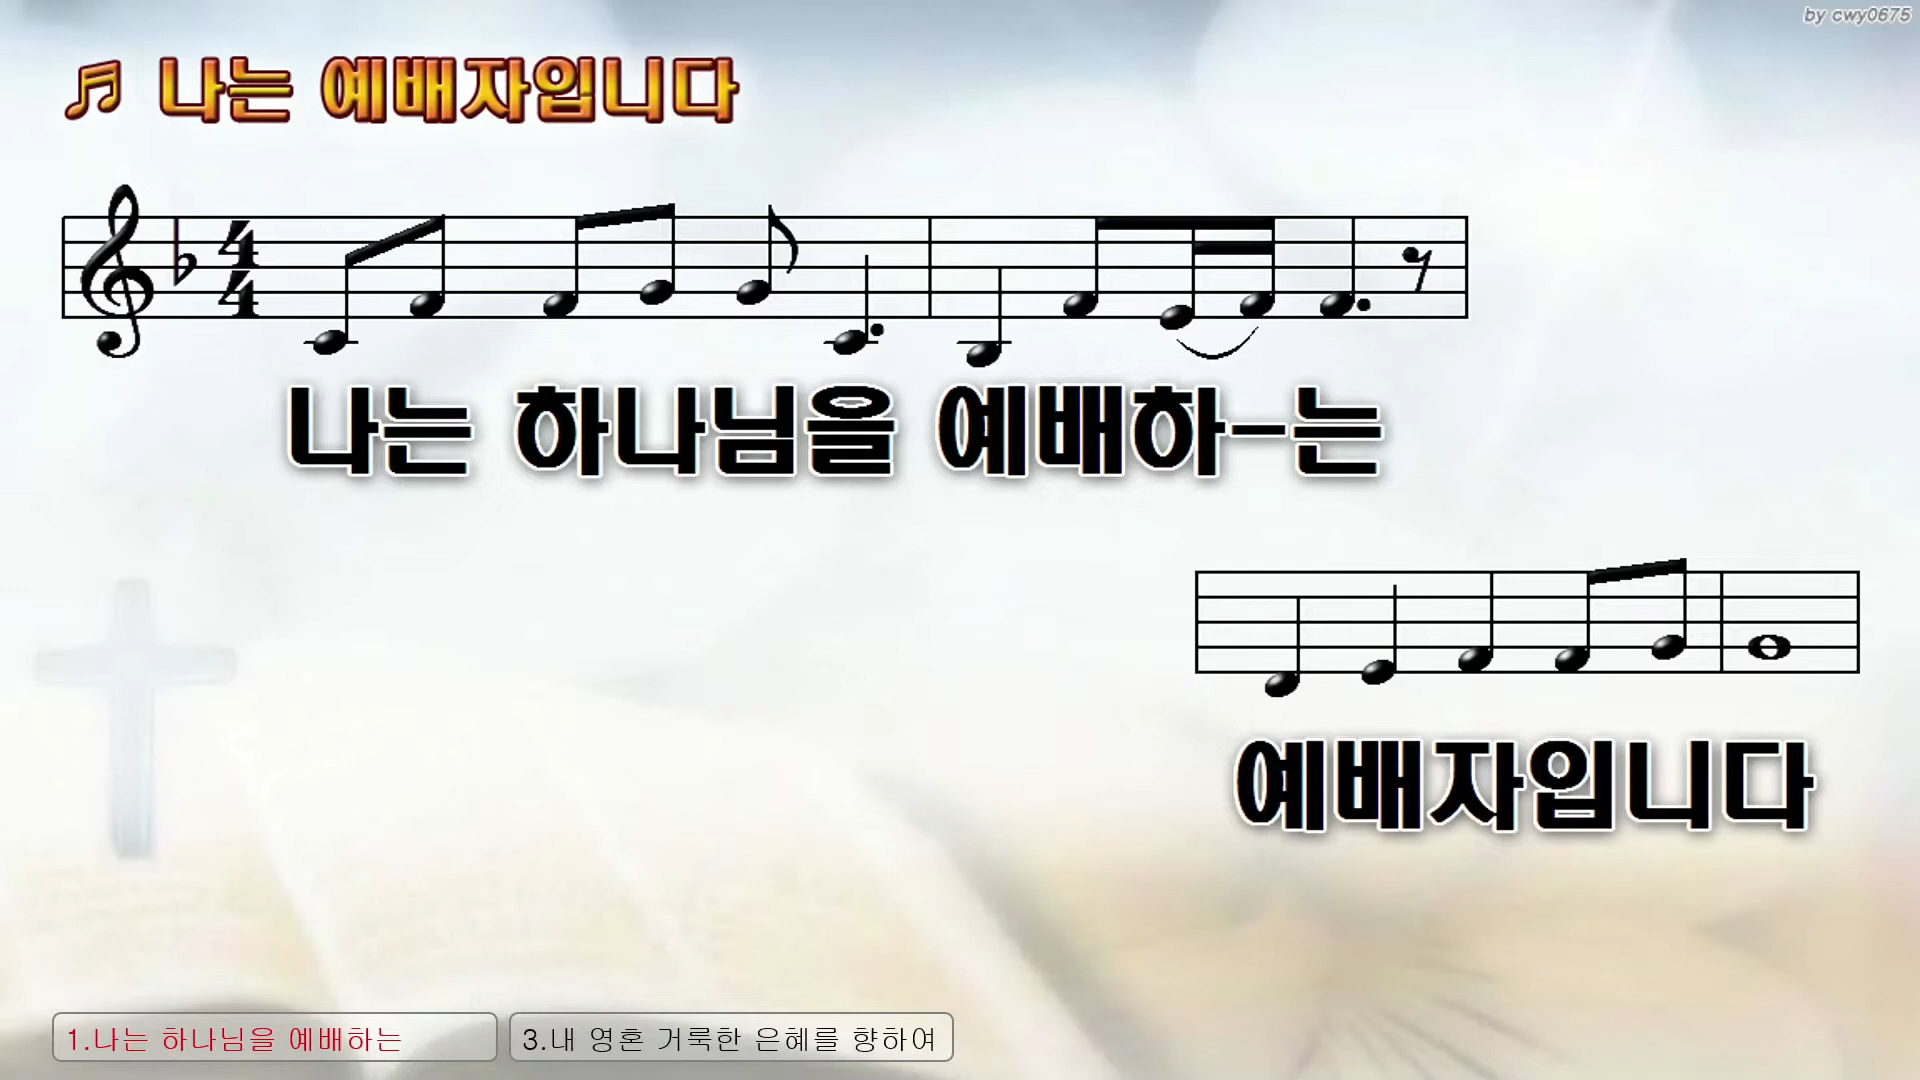 by cwy0675
나는 예배자입니다
나는 하나님을 예배하-는
예배자입니다
1.나는 하나님을 예배하는
3.내 영혼 거룩한 은혜를 향하여